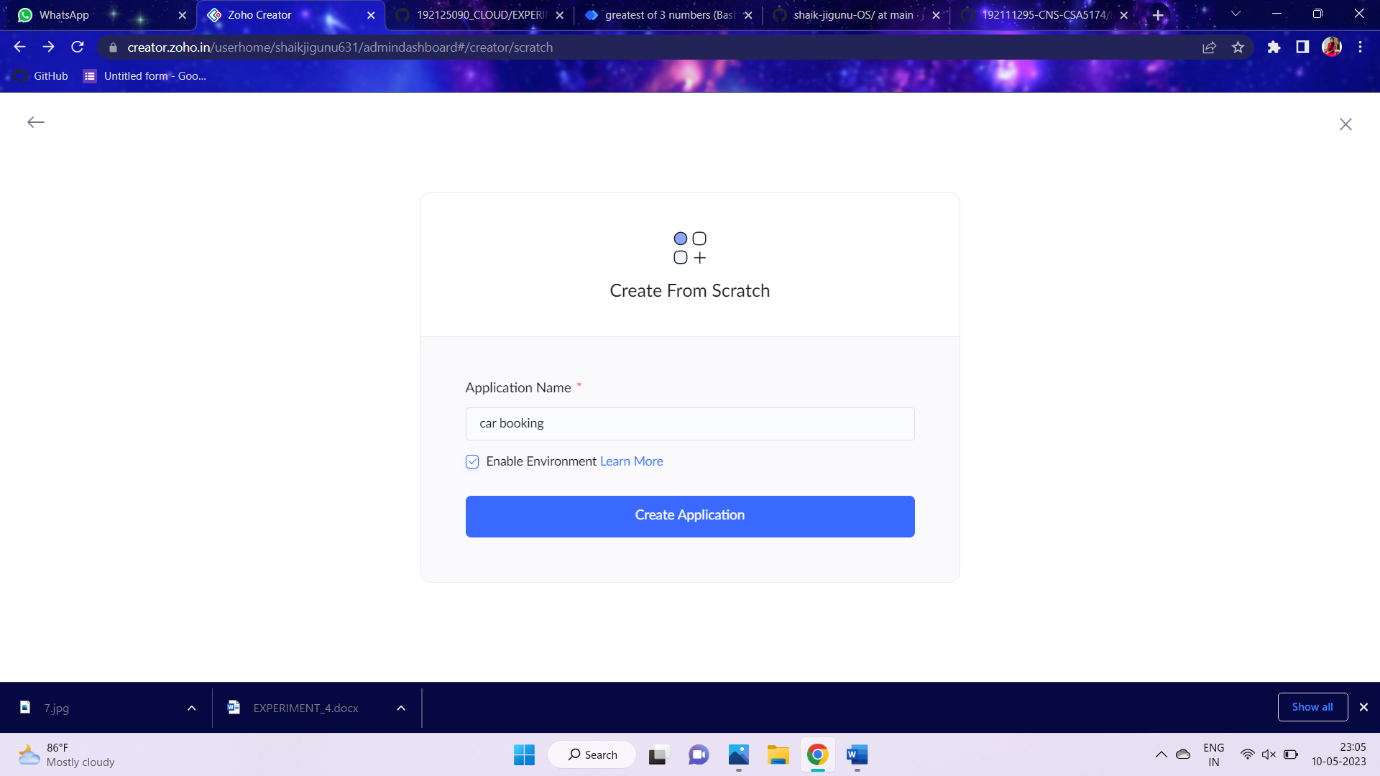 WhatsApp
Zoho Creator
192125090_CLOUD/EXPERI
greatest of 3 numbers (Bas
shaik-jigunu-OS/ at main ·
192111295-CNS-CSA5174/
creator.zoho.in/userhome/shaikjigunu631/admindashboard#/creator/scratch
GitHub
Untitled form - Goo...
Create From Scratch
Application Name *
car booking
Enable Environment Learn More
Create Application
7.jpg
EXPERIMENT_4.docx
Show all
86°F
Mostly cloudy
Search
ENG
IN
23:05
10-05-2023